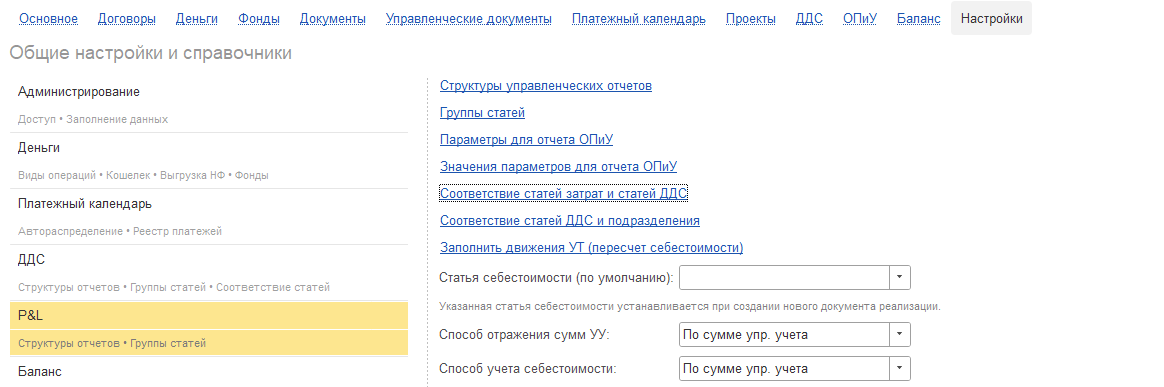 Основное Договоры Деньги Фонды Документы Управленческие документы Платежный календарь Проекты ДДС ОПиУ Баланс Настройки
Общие настройки и справочники
Администрирование
Доступ • Заполнение данных
Деньги
Виды операций • Кошелек • Выгрузка НФ • Фонды
Платежный календарь
Автораспределение • Реестр платежей
ДДС
Структуры отчетов • Группы статей • Соответствие статей
P&L
Структуры отчетов • Группы статей
Баланс
Структуры управленческих отчетов
Группы статей
Параметры для отчета ОПиУ
Значения параметров для отчета ОПиУ
Соответствие статей затрат и статей ДДС
Соответствие статей ДДС и подразделения
Заполнить движения УТ (пересчет себестоимости)
Статья себестоимости (по умолчанию):
Указанная статья себестоимости устанавливается при создании нового документа реализации.
Способ отражения сумм УУ: По сумме упр. учета
Способ учета себестоимости: По сумме упр. учета